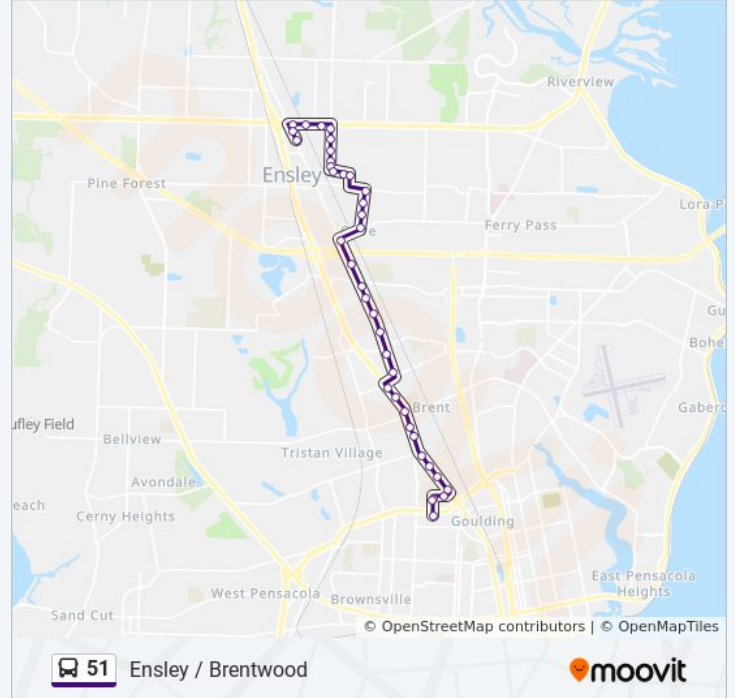 Riverview
Ensley
Pine Forest
Lora P
Ferry Pass
Gu
Bohe
ufley Field
Brent
Gaberc
Bellview
Tristan Village
Avondale
each
Cerny Heights
Goulding
East Pensacola
Heights
West Pensacola
Brownsville
Sand Cut
© OpenStreetMap contributors | © OpenMapTiles
51 Ensley / Brentwood
moovit